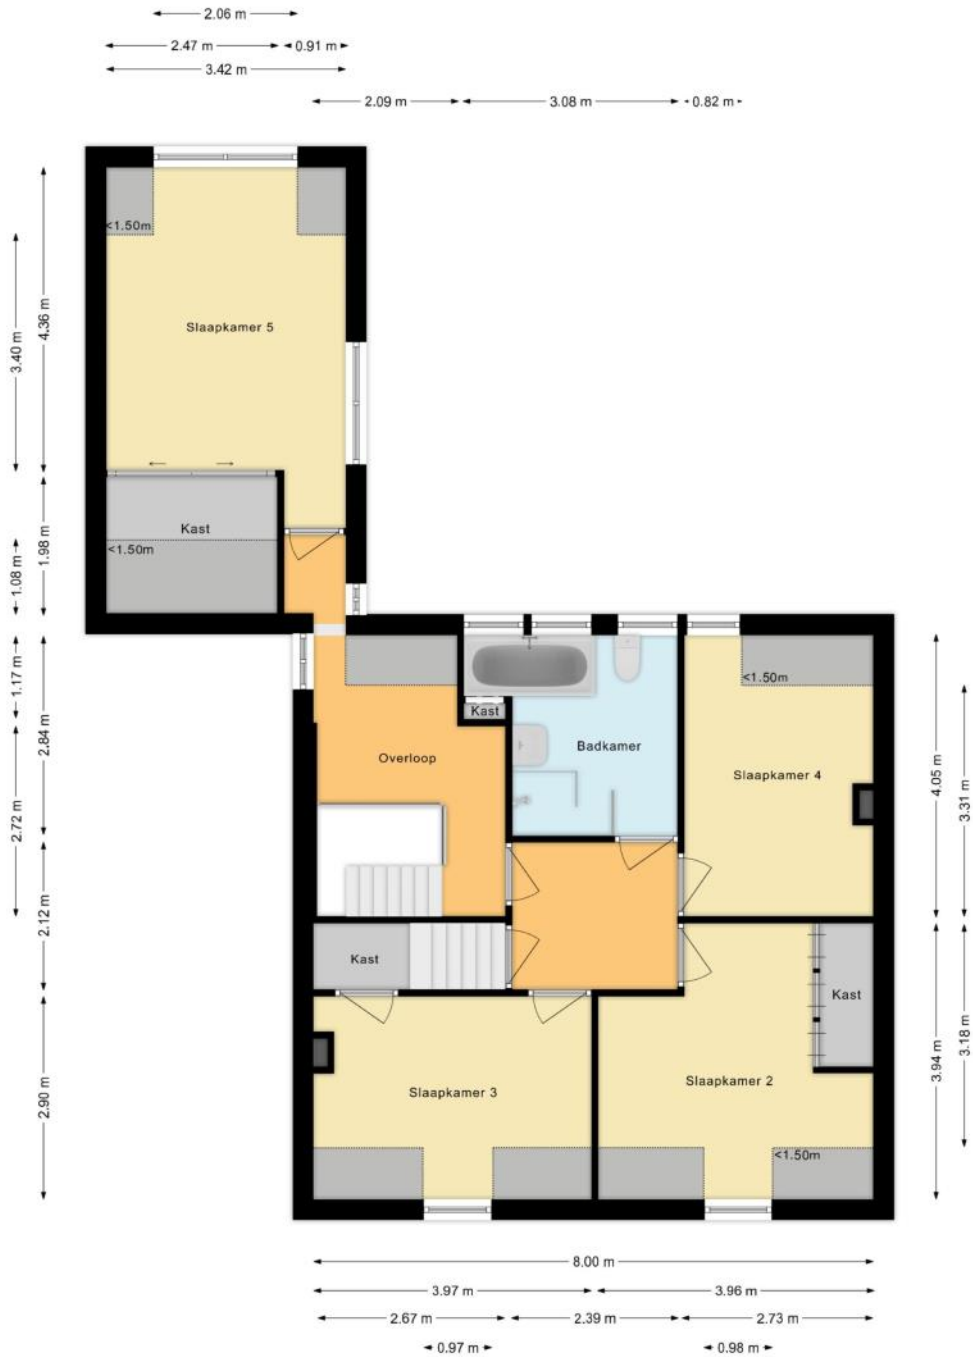 2.06 m
2.47 m
0.91 m
3.42 m
2.09 m
3.08 m
0.82 m
<1.50m
4.36 m
3.40 m
Slaapkamer 5
Kast
<1.50m
1.98 m
1.08 m
1.17 m
2.84 m
2.72 m
2.12 m
2.90 m
Kast
Overloop
Badkamer
<1.50m
Slaapkamer 4
4.05 m
3.31 m
Kast
Kast
Slaapkamer 3
Slaapkamer 2
<1.50m
3.94 m
3.18 m
8.00 m
3.97 m
3.96 m
2.67 m
2.39 m
2.73 m
0.97 m
0.98 m